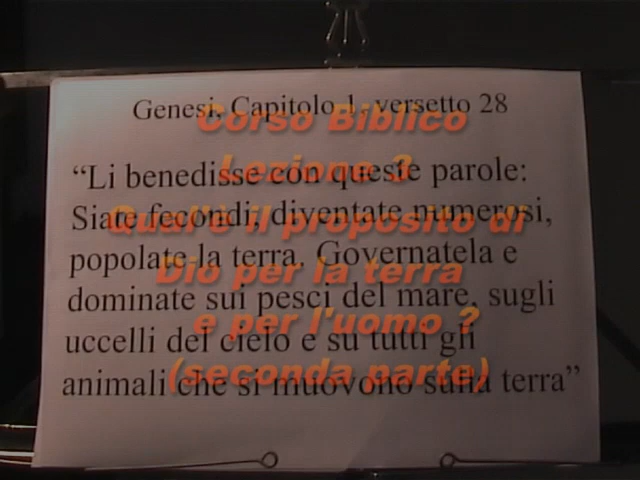 Genesi, Capitolo 1, versetto 28
“Li benedisse con queste parole:
Siate fecondi, diventate numerosi,
popolate la terra. Governatela e
dominate sui pesci del mare, sugli
uccelli del cielo e su tutti gli
animali che si muovono sulla terra”
Corso Biblico
Lezione 3
Qual'è il proposito di
Dio per la terra
e per l'uomo ?
(seconda parte)